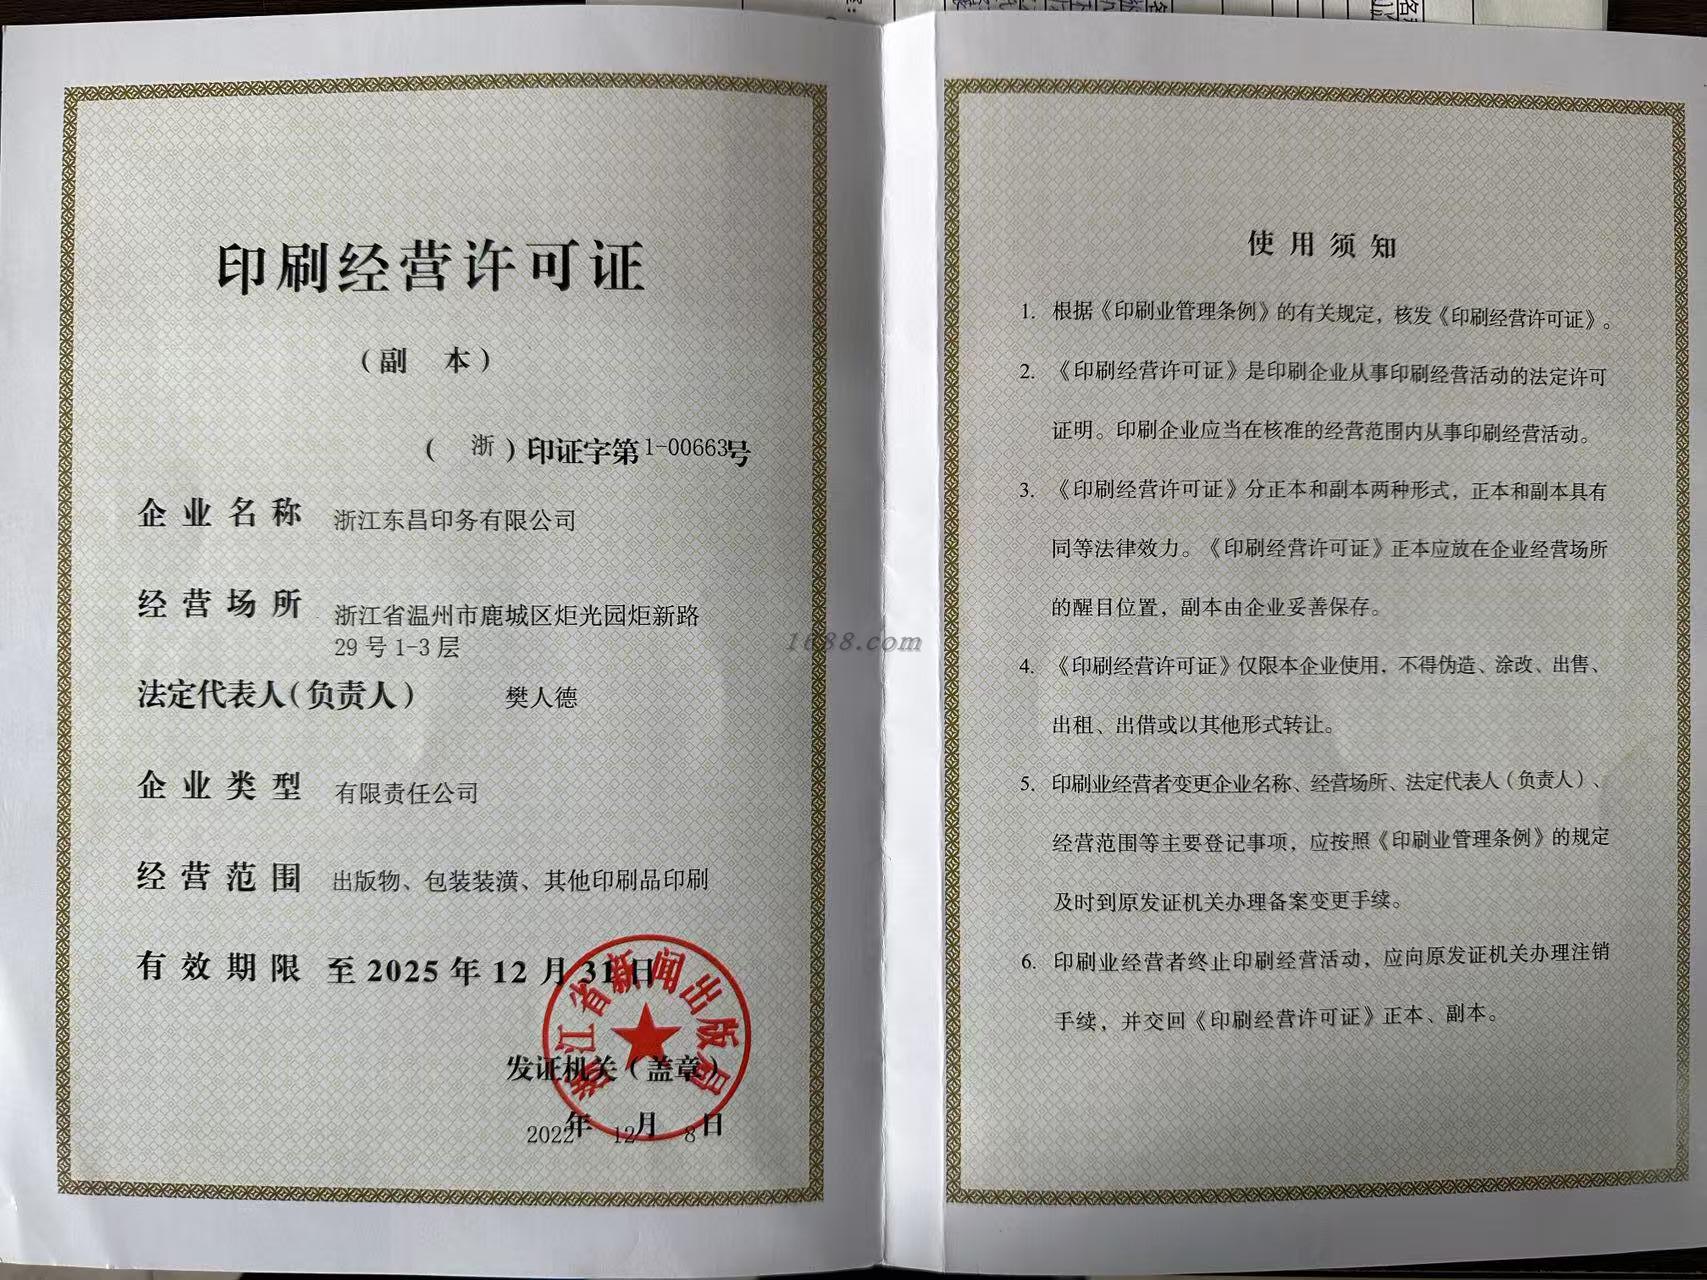 印刷经营许可证
（副 本）
（ 浙 ）印证字第1-00663号
企业名称 浙江东昌印务有限公司
经营场所 浙江省温州市鹿城区炬光园炬新路
29号1-3层
法定代表人（负责人） 樊人德
企业类型 有限责任公司
经营范围 出版物、包装装潢、其他印刷品印刷
有效期限 至2025年12月31日
浙江省新闻出版局
发证机关（盖章）
2022年 12月 8日
使用须知
1. 根据《印刷业管理条例》的有关规定，核发《印刷经营许可证》。
2. 《印刷经营许可证》是印刷企业从事印刷经营活动的法定许可
证明。印刷企业应当在核准的经营范围内从事印刷经营活动。
3. 《印刷经营许可证》分正本和副本两种形式，正本和副本具有
同等法律效力。《印刷经营许可证》正本应放在企业经营场所
的醒目位置，副本由企业妥善保存。
4. 《印刷经营许可证》仅限本企业使用，不得伪造、涂改、出售、
出租、出借或以其他形式转让。
5. 印刷业经营者变更企业名称、经营场所、法定代表人（负责人）、
经营范围等主要登记事项，应按照《印刷业管理条例》的规定
及时到原发证机关办理备案变更手续。
6. 印刷业经营者终止印刷经营活动，应向原发证机关办理注销
手续，并交回《印刷经营许可证》正本、副本。
1688.com